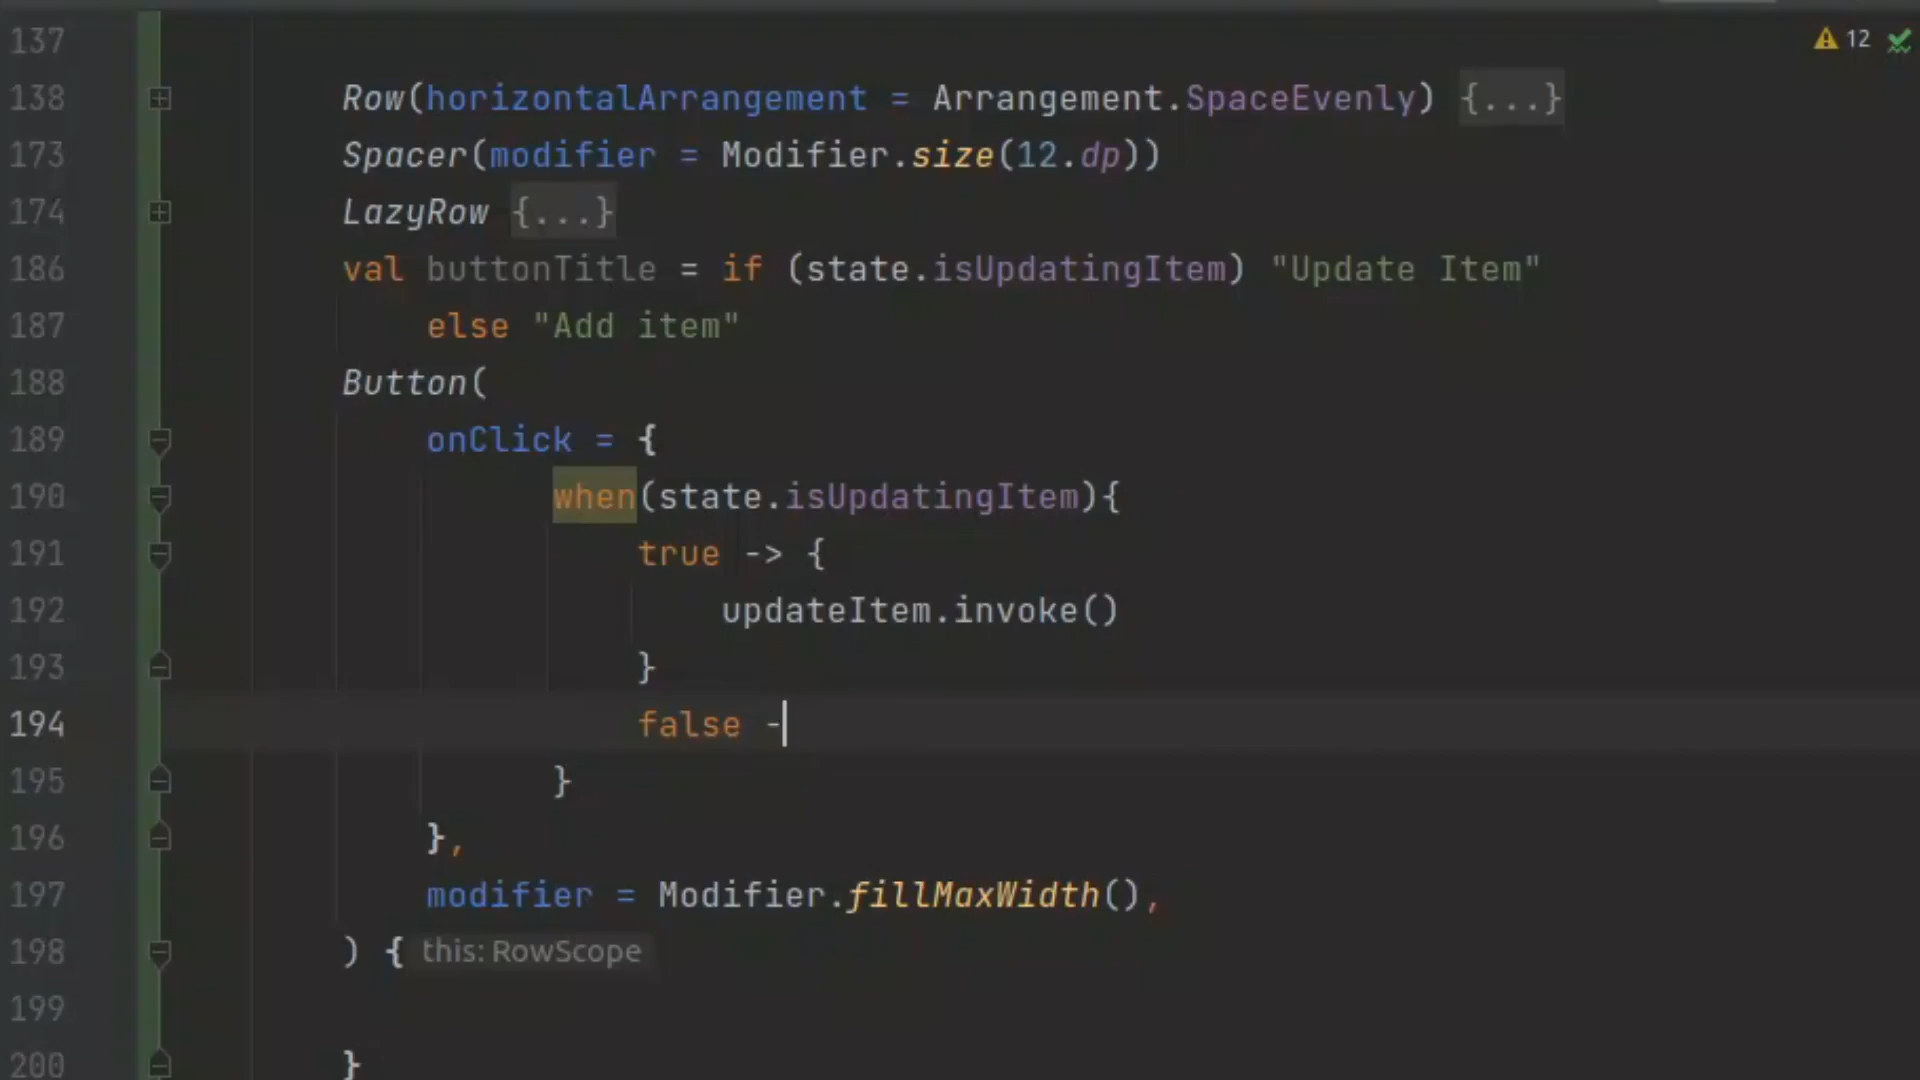 137
12
138 Row(horizontalArrangement = Arrangement.SpaceEvenly) {...}
173 Spacer(modifier = Modifier.size(12.dp))
174 LazyRow {...}
186 val buttonTitle = if (state.isUpdatingItem) "Update Item"
187 else "Add item"
188 Button(
189 onClick = {
190 when(state.isUpdatingItem){
191 true -> {
192 updateItem.invoke()
193 }
194 false -
195 }
196 },
197 modifier = Modifier.fillMaxWidth(),
198 ) { this: RowScope
199
200 }